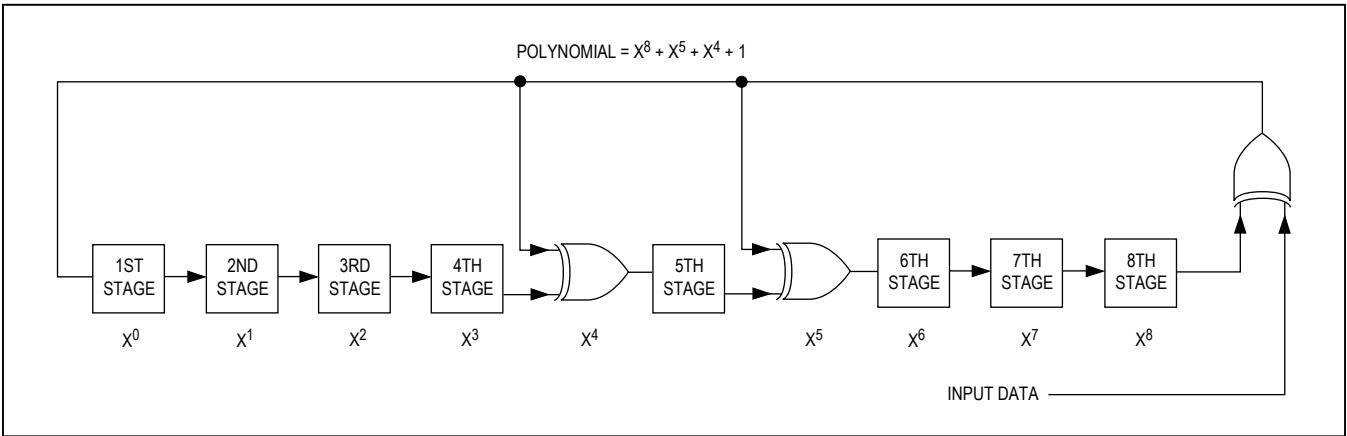 POLYNOMIAL = X⁸ + X⁵ + X⁴ + 1
1ST STAGE
2ND STAGE
3RD STAGE
4TH STAGE
5TH STAGE
6TH STAGE
7TH STAGE
8TH STAGE
X⁰
X¹
X²
X³
X⁴
X⁵
X⁶
X⁷
X⁸
INPUT DATA